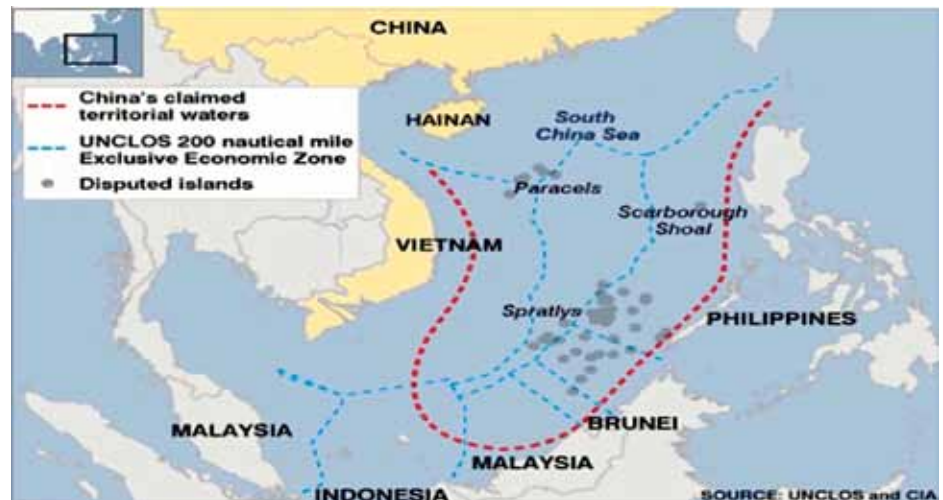 CHINA
China's claimed
territorial waters
UNCLOS 200 nautical mile
Exclusive Economic Zone
Disputed islands
HAINAN
South
China Sea
Paracels
Scarborough
Shoal
VIETNAM
Spratlys
PHILIPPINES
MALAYSIA
BRUNEI
MALAYSIA
INDONESIA
SOURCE: UNCLOS and CIA